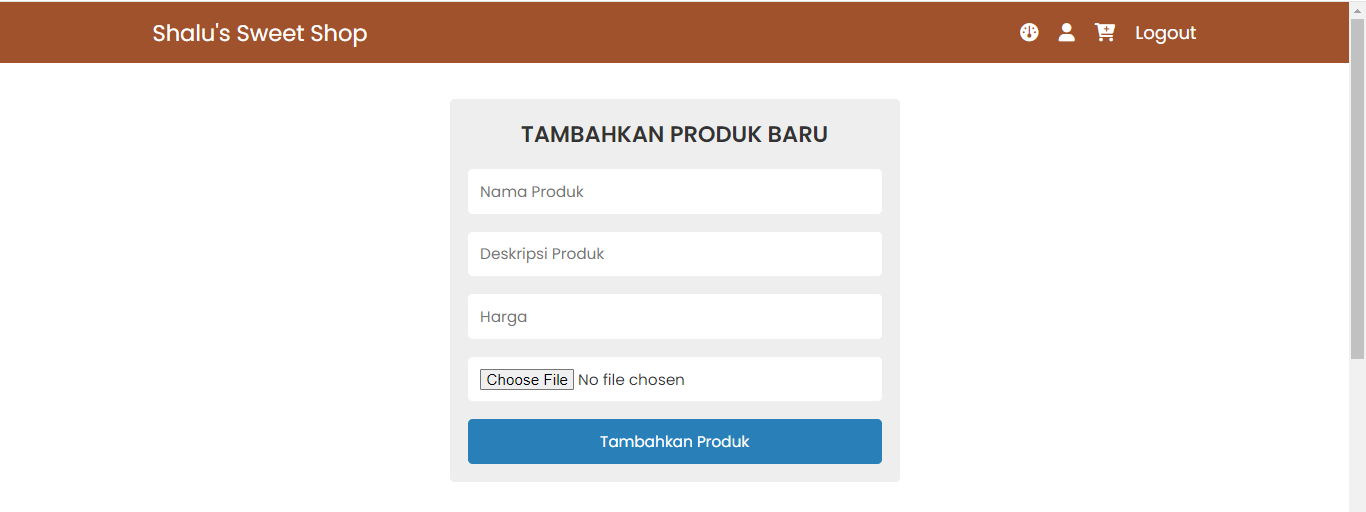 Shalu's Sweet Shop
Logout
TAMBAHKAN PRODUK BARU
Nama Produk
Deskripsi Produk
Harga
Choose File No file chosen
Tambahkan Produk